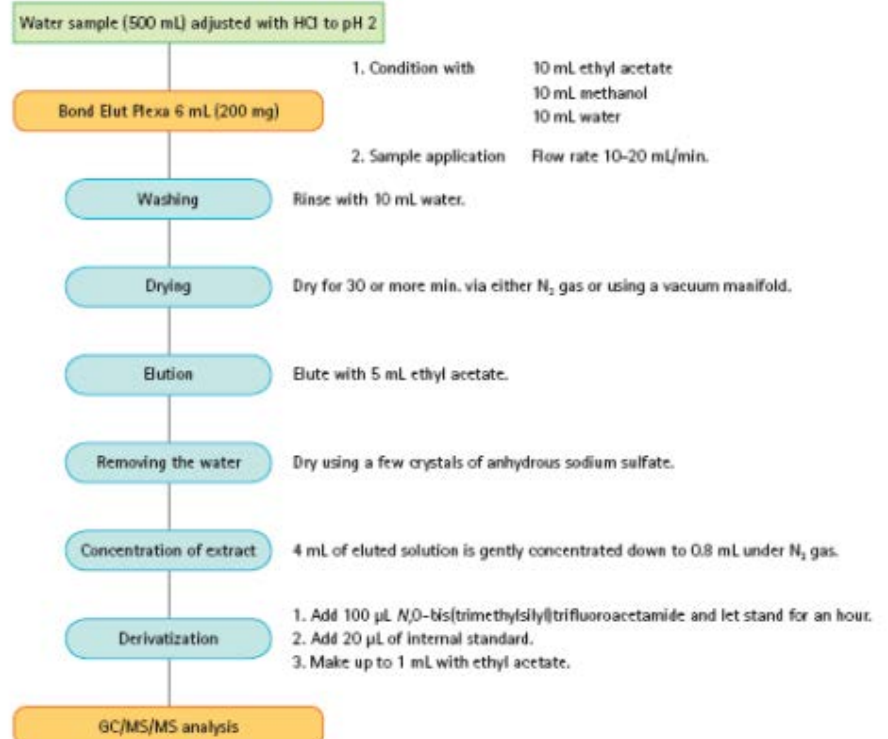 Water sample (500 mL) adjusted with HCl to pH 2
1. Condition with 10 mL ethyl acetate
10 mL methanol
10 mL water
Bond Elut Plexa 6 mL (200 mg)
2. Sample application Flow rate 10–20 mL/min.
Washing Rinse with 10 mL water.
Drying Dry for 30 or more min. via either N₂ gas or using a vacuum manifold.
Elution Elute with 5 mL ethyl acetate.
Removing the water Dry using a few crystals of anhydrous sodium sulfate.
Concentration of extract 4 mL of eluted solution is gently concentrated down to 0.8 mL under N₂ gas.
Derivatization
1. Add 100 µL N,O-bis(trimethylsilyl)trifluoroacetamide and let stand for an hour.
2. Add 20 µL of internal standard.
3. Make up to 1 mL with ethyl acetate.
GC/MS/MS analysis